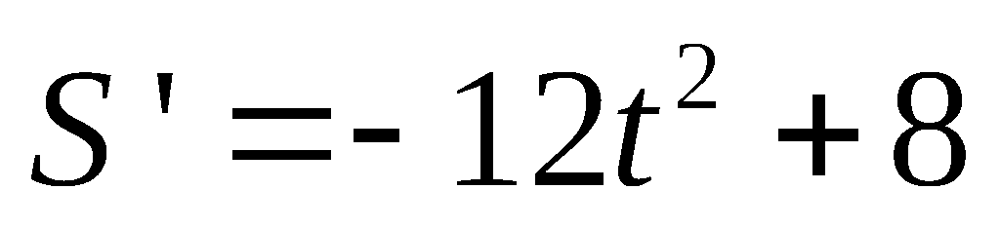 S' = - 12t² + 8